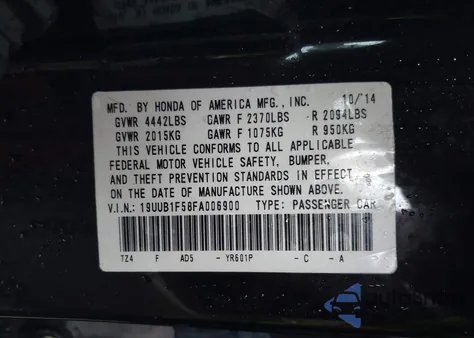 MFD. BY HONDA OF AMERICA MFG., INC. 10/14
GVWR 4442LBS GAWR F 2370LBS R 2094LBS
GVWR 2015KG GAWR F 1075KG R 950KG
THIS VEHICLE CONFORMS TO ALL APPLICABLE
FEDERAL MOTOR VEHICLE SAFETY, BUMPER,
AND THEFT PREVENTION STANDARDS IN EFFECT
ON THE DATE OF MANUFACTURE SHOWN ABOVE.
V.I.N.: 19UUB1F58FA006900 TYPE: PASSENGER CAR
TZ4 F AD5 -YR601P -C -A